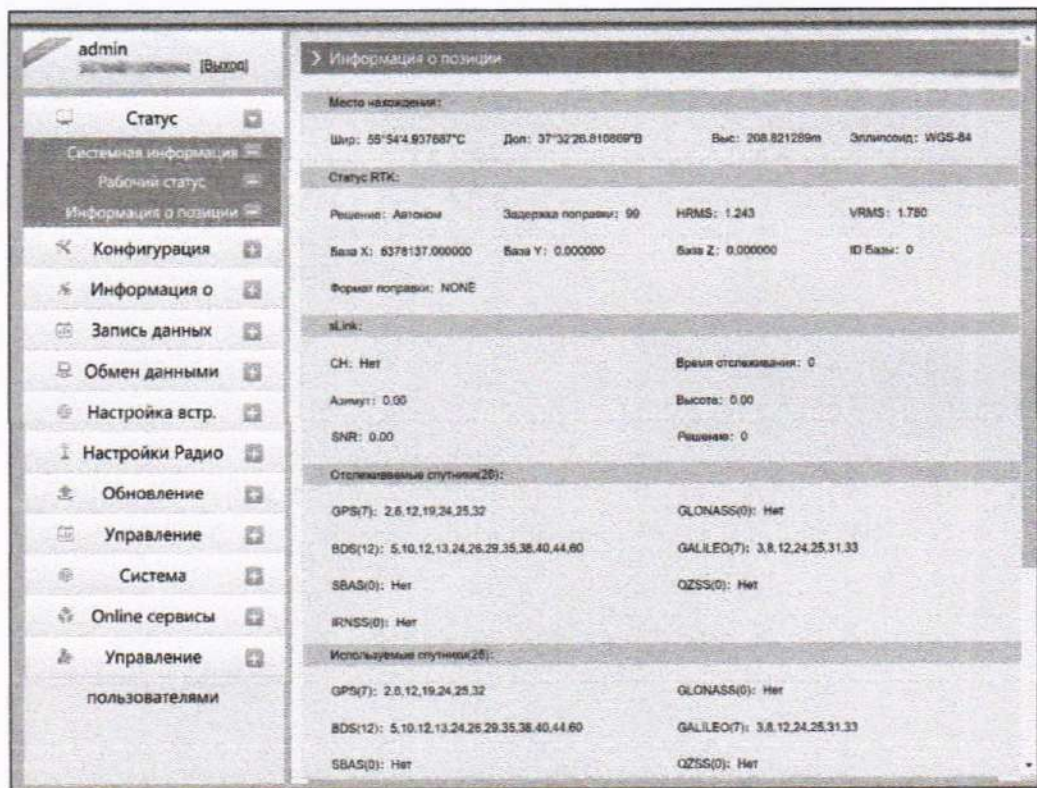 admin
[Выход]
Статус
Системная информация
Рабочий статус
Информация о позиции
Конфигурация
Информация о
Запись данных
Обмен данными
Настройка встр.
Настройки Радио
Обновление
Управление
Система
Online сервисы
Управление
пользователями
Информация о позиции
Место нахождения:
Шир: 55°54'4.937687"С Дол: 37°32'26.810869"В Выс: 208.821289m Эллипсоид: WGS-84
Статус RTK:
Решение: Автоном Задержка поправки: 99 HRMS: 1.243 VRMS: 1.780
База X: 6378137.000000 База Y: 0.000000 База Z: 0.000000 ID Базы: 0
Формат поправки: NONE
sLink:
CH: Нет Время отслеживания: 0
Азимут: 0.00 Высота: 0.00
SNR: 0.00 Решение: 0
Отслеживаемые спутники(26):
GPS(7): 2,6,12,19,24,25,32 GLONASS(0): Нет
BDS(12): 5,10,12,13,24,26,29,35,38,40,44,60 GALILEO(7): 3,8,12,24,25,31,33
SBAS(0): Нет QZSS(0): Нет
IRNSS(0): Нет
Используемые спутники(26):
GPS(7): 2,6,12,19,24,25,32 GLONASS(0): Нет
BDS(12): 5,10,12,13,24,26,29,35,38,40,44,60 GALILEO(7): 3,8,12,24,25,31,33
SBAS(0): Нет QZSS(0): Нет